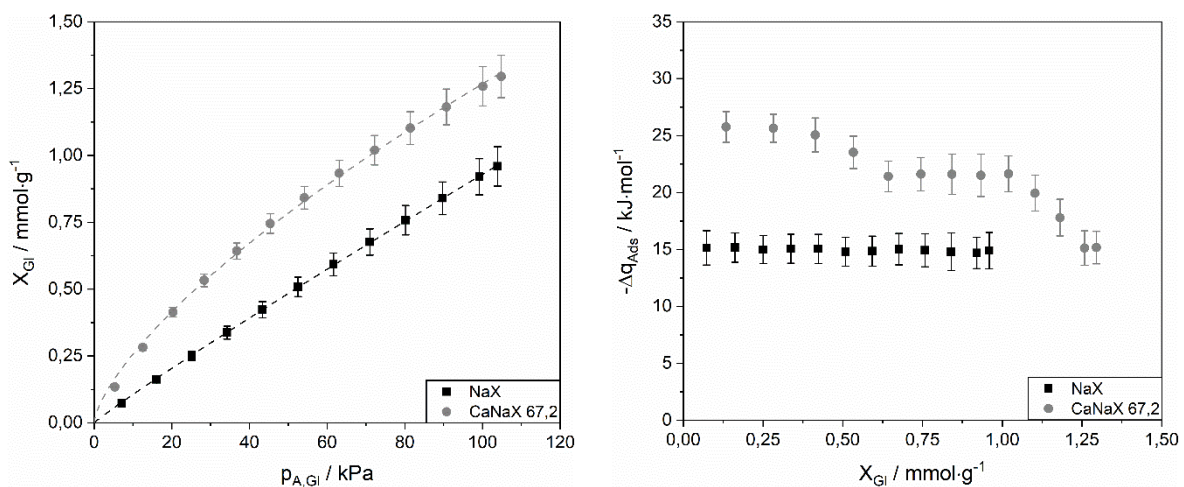 1,50
1,25
1,00
0,75
0,50
0,25
0,00
X_Gl / mmol·g⁻¹
0 20 40 60 80 100 120
p_A,Gl / kPa
NaX
CaNaX 67,2
35
30
25
20
15
10
5
0
-Δq_Ads / kJ·mol⁻¹
0,00 0,25 0,50 0,75 1,00 1,25 1,50
X_Gl / mmol·g⁻¹
NaX
CaNaX 67,2